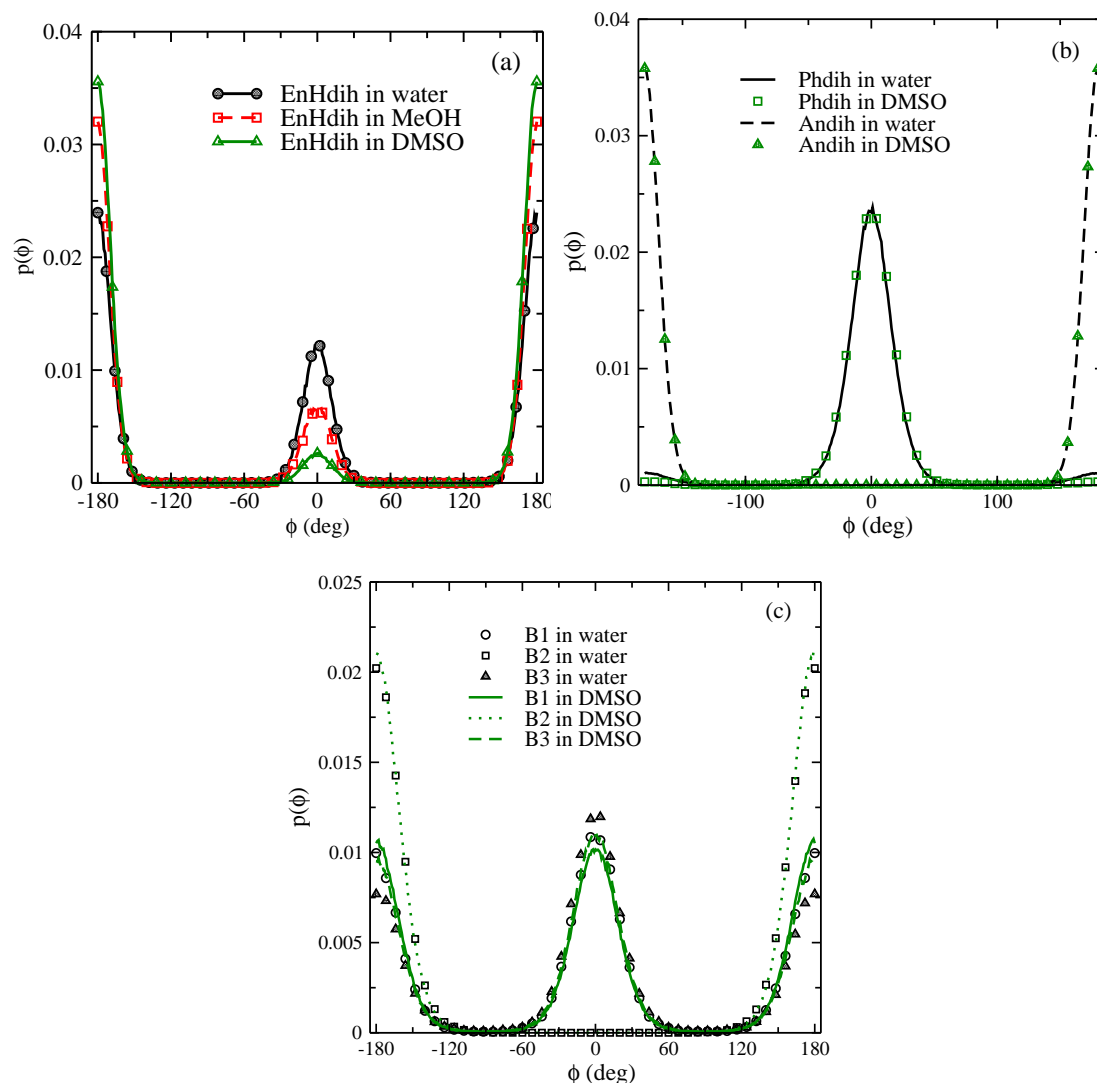 0.04
(a)
EnHdih in water
EnHdih in MeOH
EnHdih in DMSO
0.03
0.02
0.01
0
p(ϕ)
-180 -120 -60 0 60 120 180
ϕ (deg)
0.04
(b)
Phdih in water
Phdih in DMSO
Andih in water
Andih in DMSO
0.03
0.02
0.01
0
p(ϕ)
-100 0 100
ϕ (deg)
0.025
(c)
B1 in water
B2 in water
B3 in water
B1 in DMSO
B2 in DMSO
B3 in DMSO
0.02
0.015
0.01
0.005
0
p(ϕ)
-180 -120 -60 0 60 120 180
ϕ (deg)